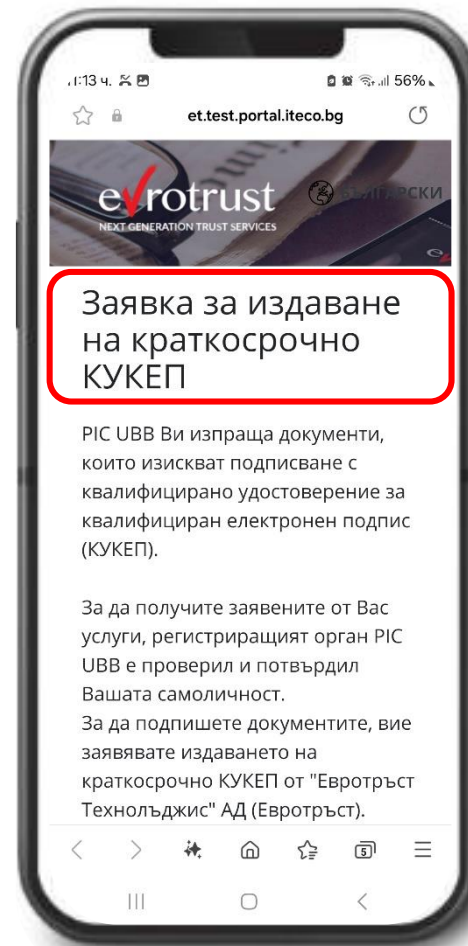 1:13 ч. 56%
et.test.portal.iteco.bg
evrotrust БЪЛГАРСКИ
NEXT GENERATION TRUST SERVICES
Заявка за издаване
на краткосрочно
КУКЕП
PIC UBB Ви изпраща документи,
които изискват подписване с
квалифицирано удостоверение за
квалифициран електронен подпис
(КУКЕП).
За да получите заявените от Вас
услуги, регистриращият орган PIC
UBB е проверил и потвърдил
Вашата самоличност.
За да подпишете документите, вие
заявявате издаването на
краткосрочно КУКЕП от "Евротръст
Технолъджис" АД (Евротръст).
5